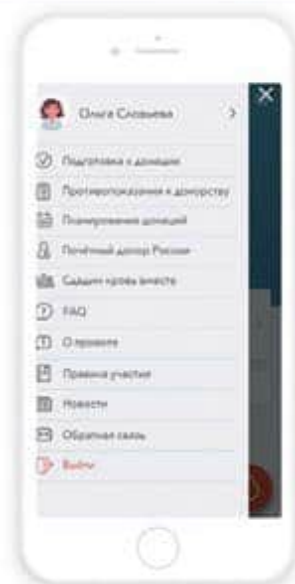 Ольга Соловьева
Подготовка к донации
Противопоказания к донорству
Планирование донаций
Почётный донор России
Сдадим кровь вместе
FAQ
О проекте
Правила участия
Новости
Обратная связь
Выйти